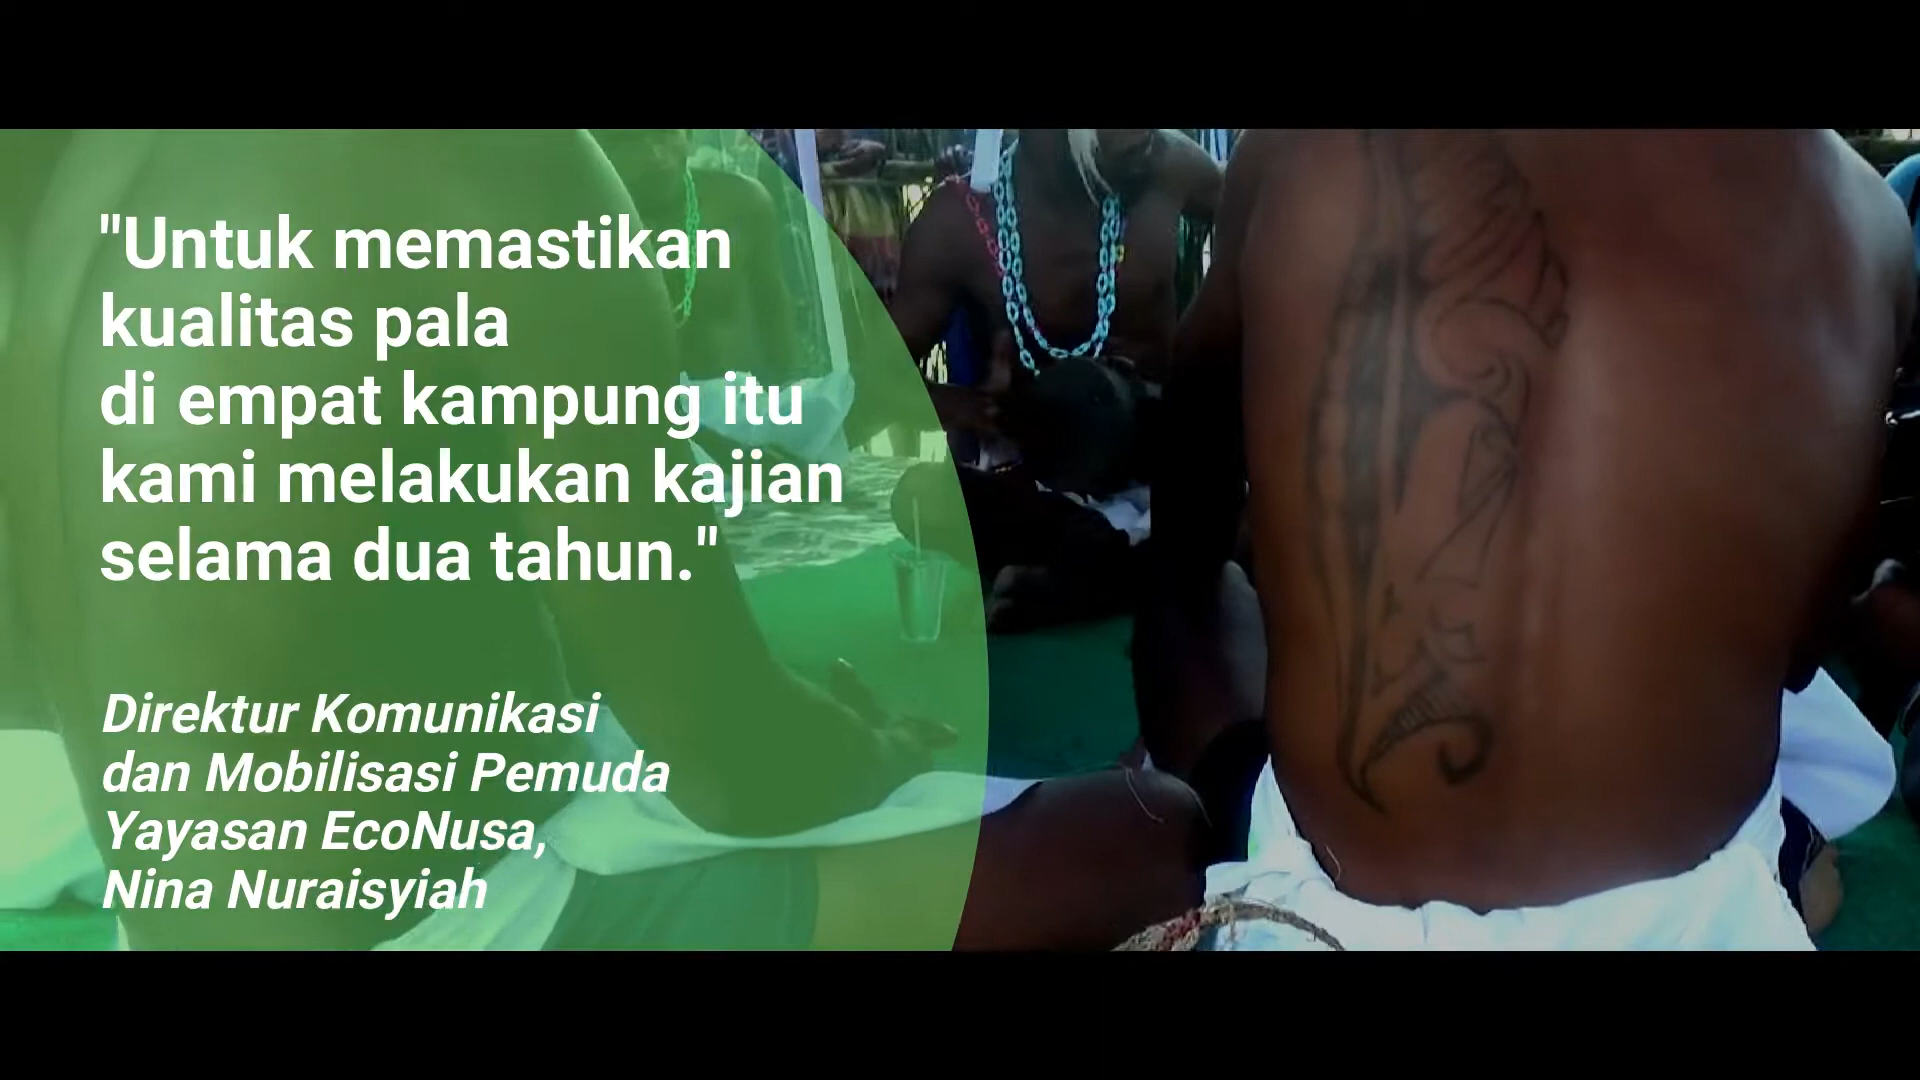 "Untuk memastikan
kualitas pala
di empat kampung itu
kami melakukan kajian
selama dua tahun."
Direktur Komunikasi
dan Mobilisasi Pemuda
Yayasan EcoNusa,
Nina Nuraisyiah